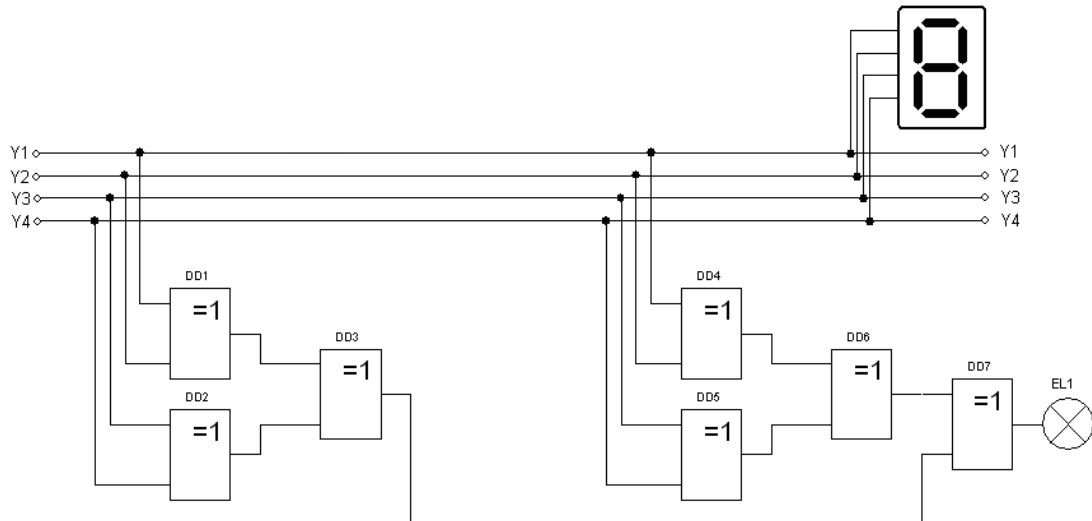 Y1 Y1
Y2 Y2
Y3 Y3
Y4 Y4
DD1 DD4
=1 =1
DD3 DD6
=1 =1
DD7 EL1
=1
DD2 DD5
=1 =1